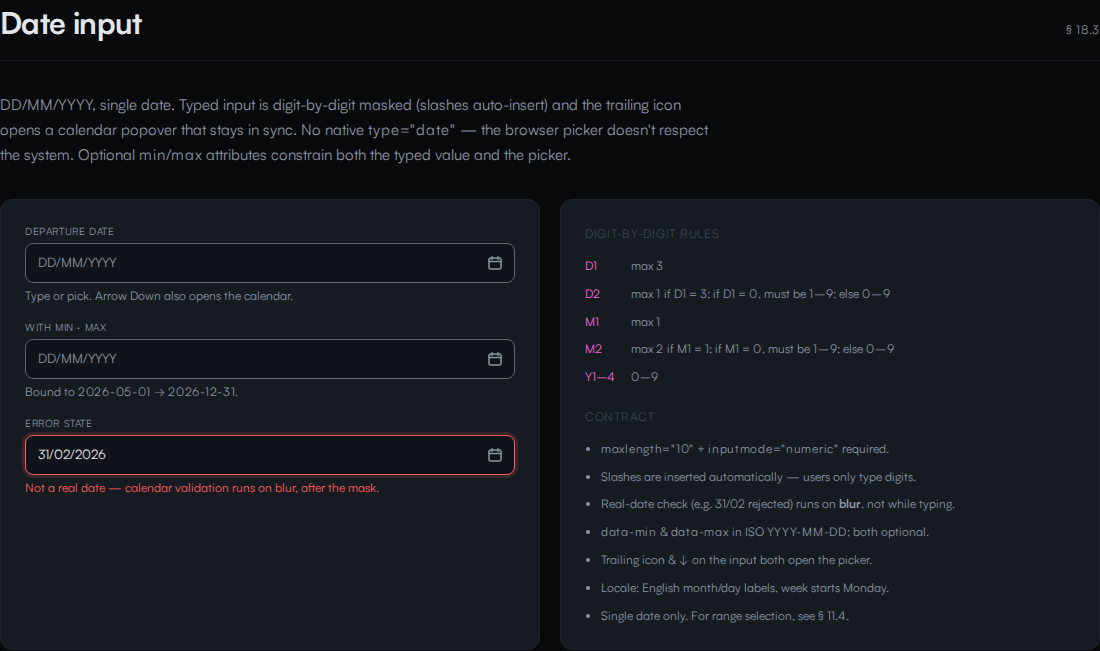 Date input
§ 18.3
DD/MM/YYYY, single date. Typed input is digit-by-digit masked (slashes auto-insert) and the trailing icon
opens a calendar popover that stays in sync. No native type="date" — the browser picker doesn't respect
the system. Optional min/max attributes constrain both the typed value and the picker.
DEPARTURE DATE
DD/MM/YYYY
Type or pick. Arrow Down also opens the calendar.
WITH MIN · MAX
DD/MM/YYYY
Bound to 2026-05-01 → 2026-12-31.
ERROR STATE
31/02/2026
Not a real date — calendar validation runs on blur, after the mask.
DIGIT-BY-DIGIT RULES
D1 max 3
D2 max 1 if D1 = 3; if D1 = 0, must be 1–9; else 0–9
M1 max 1
M2 max 2 if M1 = 1; if M1 = 0, must be 1–9; else 0–9
Y1–4 0–9
CONTRACT
• maxlength="10" + inputmode="numeric" required.
• Slashes are inserted automatically — users only type digits.
• Real-date check (e.g. 31/02 rejected) runs on blur, not while typing.
• data-min & data-max in ISO YYYY-MM-DD; both optional.
• Trailing icon & ↓ on the input both open the picker.
• Locale: English month/day labels, week starts Monday.
• Single date only. For range selection, see § 11.4.